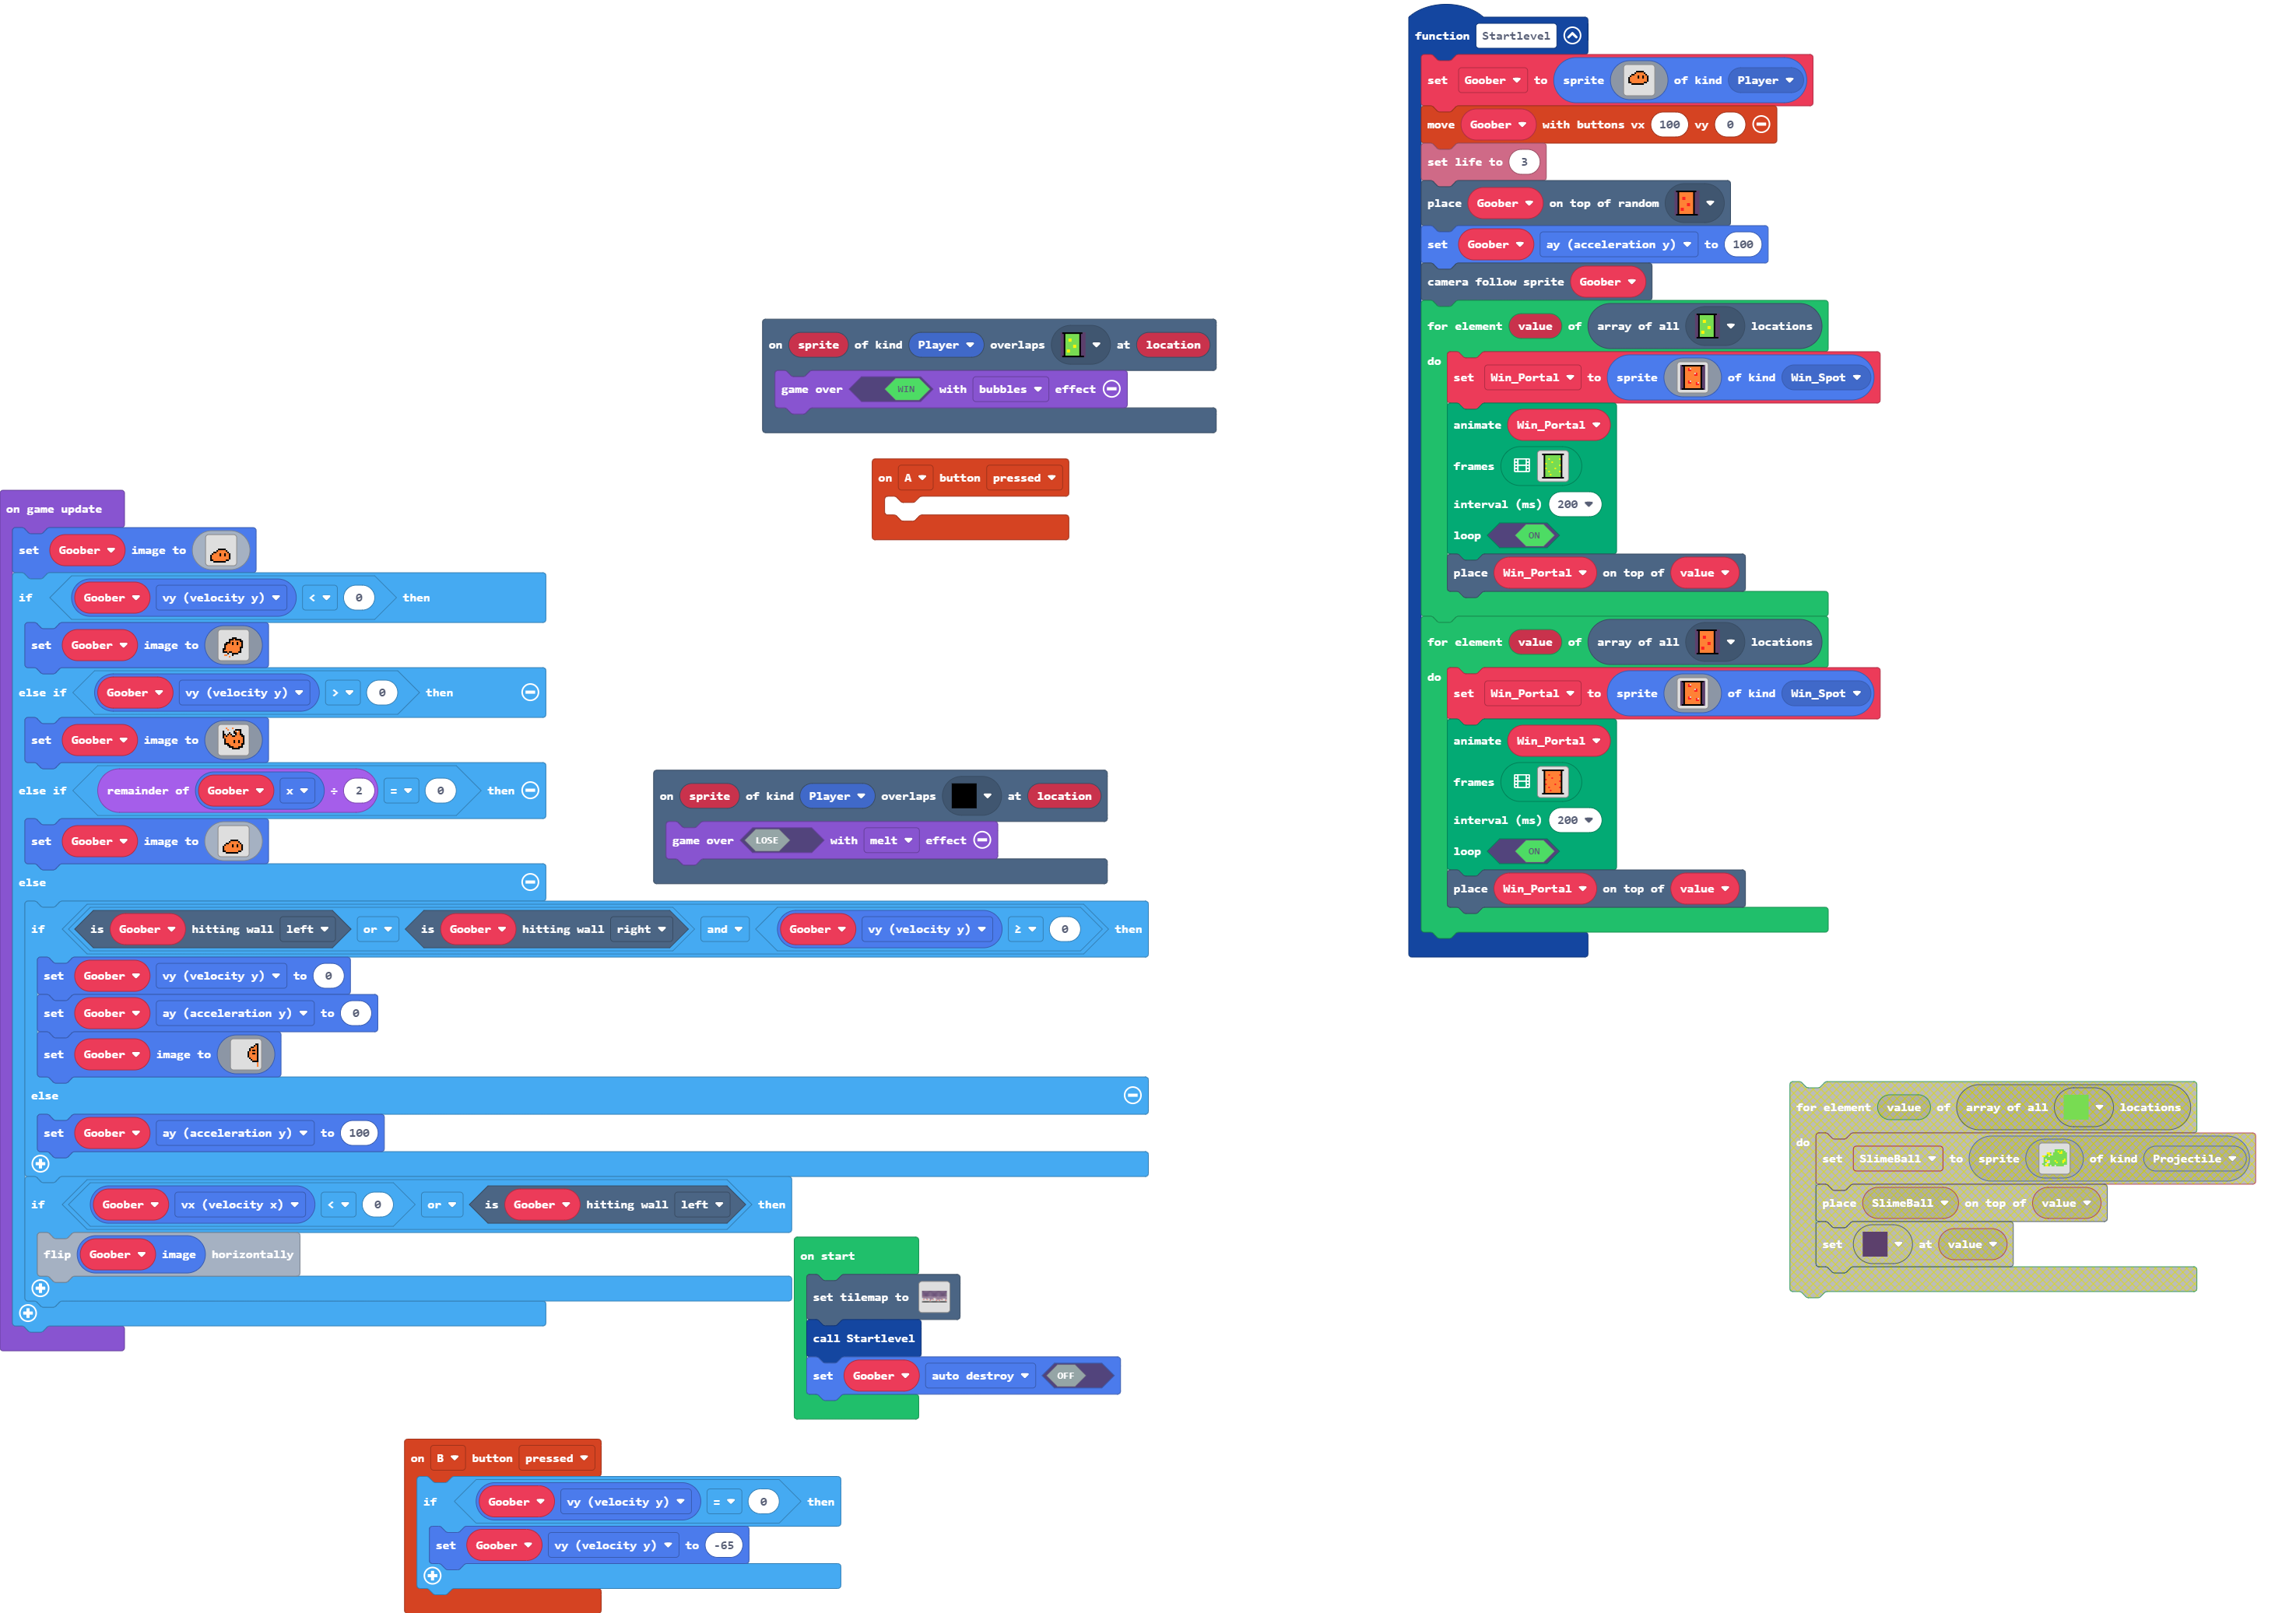 function Startlevel
set Goober to sprite of kind Player
move Goober with buttons vx 100 vy 0
set life to 3
place Goober on top of random
set Goober ay (acceleration y) to 100
camera follow sprite Goober
for element value of array of all locations
do
set Win_Portal to sprite of kind Win_Spot
animate Win_Portal
frames
interval (ms) 200
loop ON
place Win_Portal on top of value
for element value of array of all locations
do
set Win_Portal to sprite of kind Win_Spot
animate Win_Portal
frames
interval (ms) 200
loop ON
place Win_Portal on top of value
on sprite of kind Player overlaps at location
game over WIN with bubbles effect
on A button pressed
on game update
set Goober image to
if Goober vy (velocity y) < 0 then
set Goober image to
else if Goober vy (velocity y) > 0 then
set Goober image to
else if remainder of Goober x ÷ 2 = 0 then
set Goober image to
else
if is Goober hitting wall left or is Goober hitting wall right and Goober vy (velocity y) ≥ 0 then
set Goober vy (velocity y) to 0
set Goober ay (acceleration y) to 0
set Goober image to
else
set Goober ay (acceleration y) to 100
if Goober vx (velocity x) < 0 or is Goober hitting wall left then
flip Goober image horizontally
on sprite of kind Player overlaps at location
game over LOSE with melt effect
on start
set tilemap to
call Startlevel
set Goober auto destroy OFF
on B button pressed
if Goober vy (velocity y) = 0 then
set Goober vy (velocity y) to -65
for element value of array of all locations
do
set SlimeBall to sprite of kind Projectile
place SlimeBall on top of value
set at value